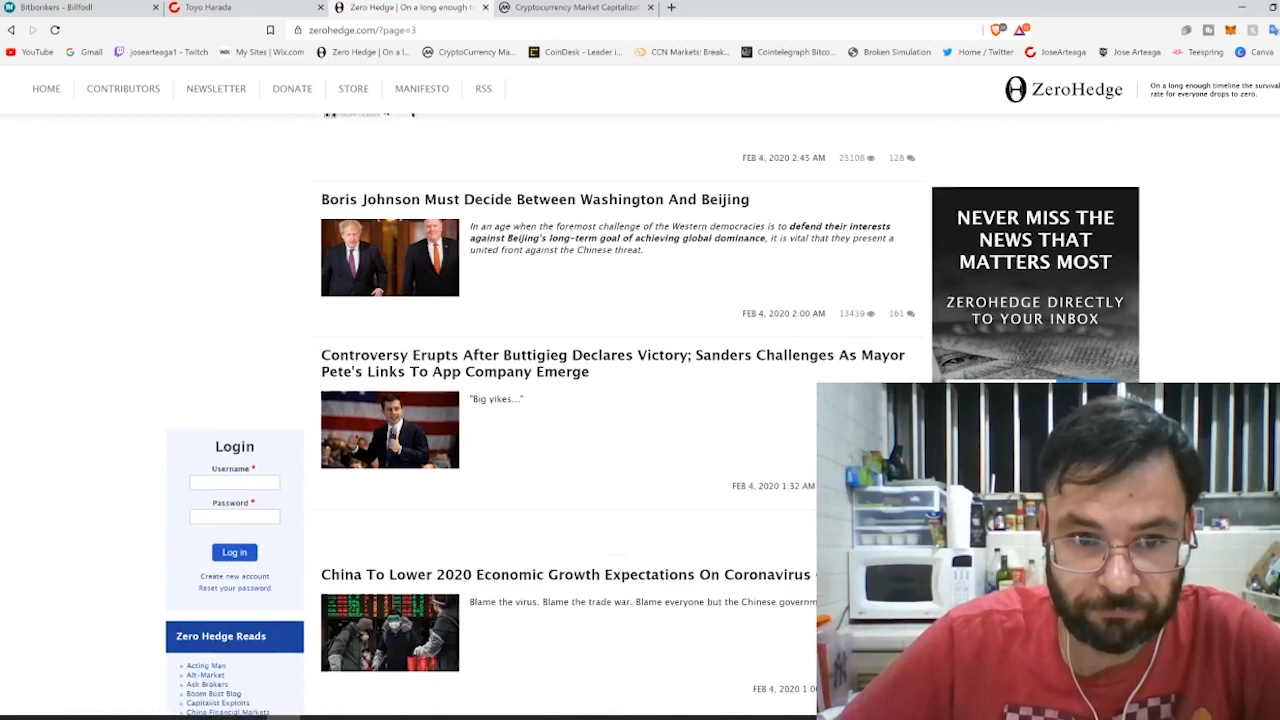 Bitbonkers - Billfodl
Toyo Harada
Zero Hedge | On a long enough t
Cryptocurrency Market Capitalizat
zerohedge.com/?page=3
YouTube
Gmail
josearteaga1 - Twitch
My Sites | Wix.com
Zero Hedge | On a l...
CryptoCurrency Ma...
CoinDesk - Leader i...
CCN Markets: Break...
Cointelegraph Bitco...
Broken Simulation
Home / Twitter
JoseArteaga
Jose Arteaga
Teespring
Canva
HOME
CONTRIBUTORS
NEWSLETTER
DONATE
STORE
MANIFESTO
RSS
ZeroHedge
On a long enough timeline the survival
rate for everyone drops to zero.
FEB 4, 2020 2:45 AM 25108 128
Boris Johnson Must Decide Between Washington And Beijing
In an age when the foremost challenge of the Western democracies is to defend their interests
against Beijing's long-term goal of achieving global dominance, it is vital that they present a
united front against the Chinese threat.
FEB 4, 2020 2:00 AM 13439 161
Controversy Erupts After Buttigieg Declares Victory; Sanders Challenges As Mayor
Pete's Links To App Company Emerge
"Big yikes..."
FEB 4, 2020 1:32 AM
China To Lower 2020 Economic Growth Expectations On Coronavirus
Blame the virus. Blame the trade war. Blame everyone but the Chinese governm
FEB 4, 2020 1:0
NEVER MISS THE
NEWS THAT
MATTERS MOST
ZEROHEDGE DIRECTLY
TO YOUR INBOX
Login
Username *
Password *
Log in
Create new account
Reset your password
Zero Hedge Reads
Acting Man
Alt-Market
Ask Brokers
Boom Bust Blog
Capitalist Exploits
China Financial Markets